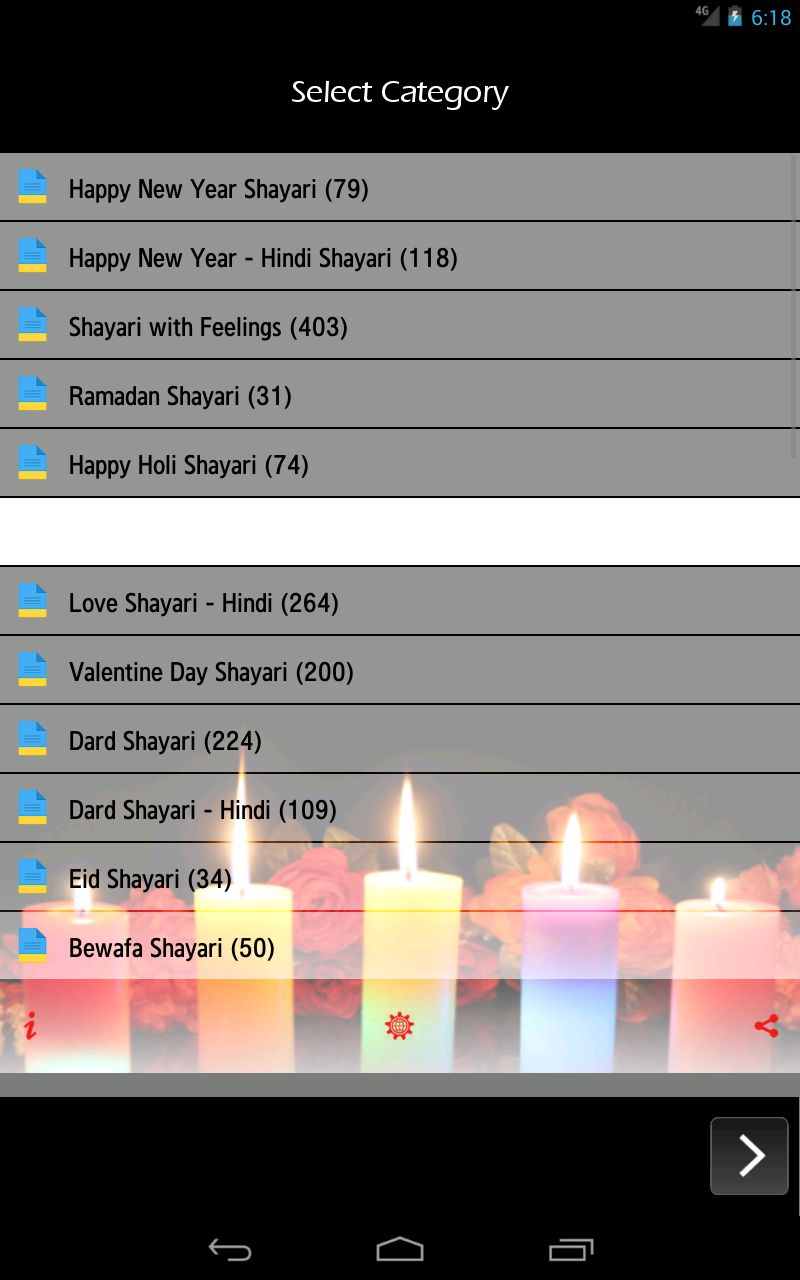 4G 6:18
Select Category
Happy New Year Shayari (79)
Happy New Year - Hindi Shayari (118)
Shayari with Feelings (403)
Ramadan Shayari (31)
Happy Holi Shayari (74)
Love Shayari - Hindi (264)
Valentine Day Shayari (200)
Dard Shayari (224)
Dard Shayari - Hindi (109)
Eid Shayari (34)
Bewafa Shayari (50)